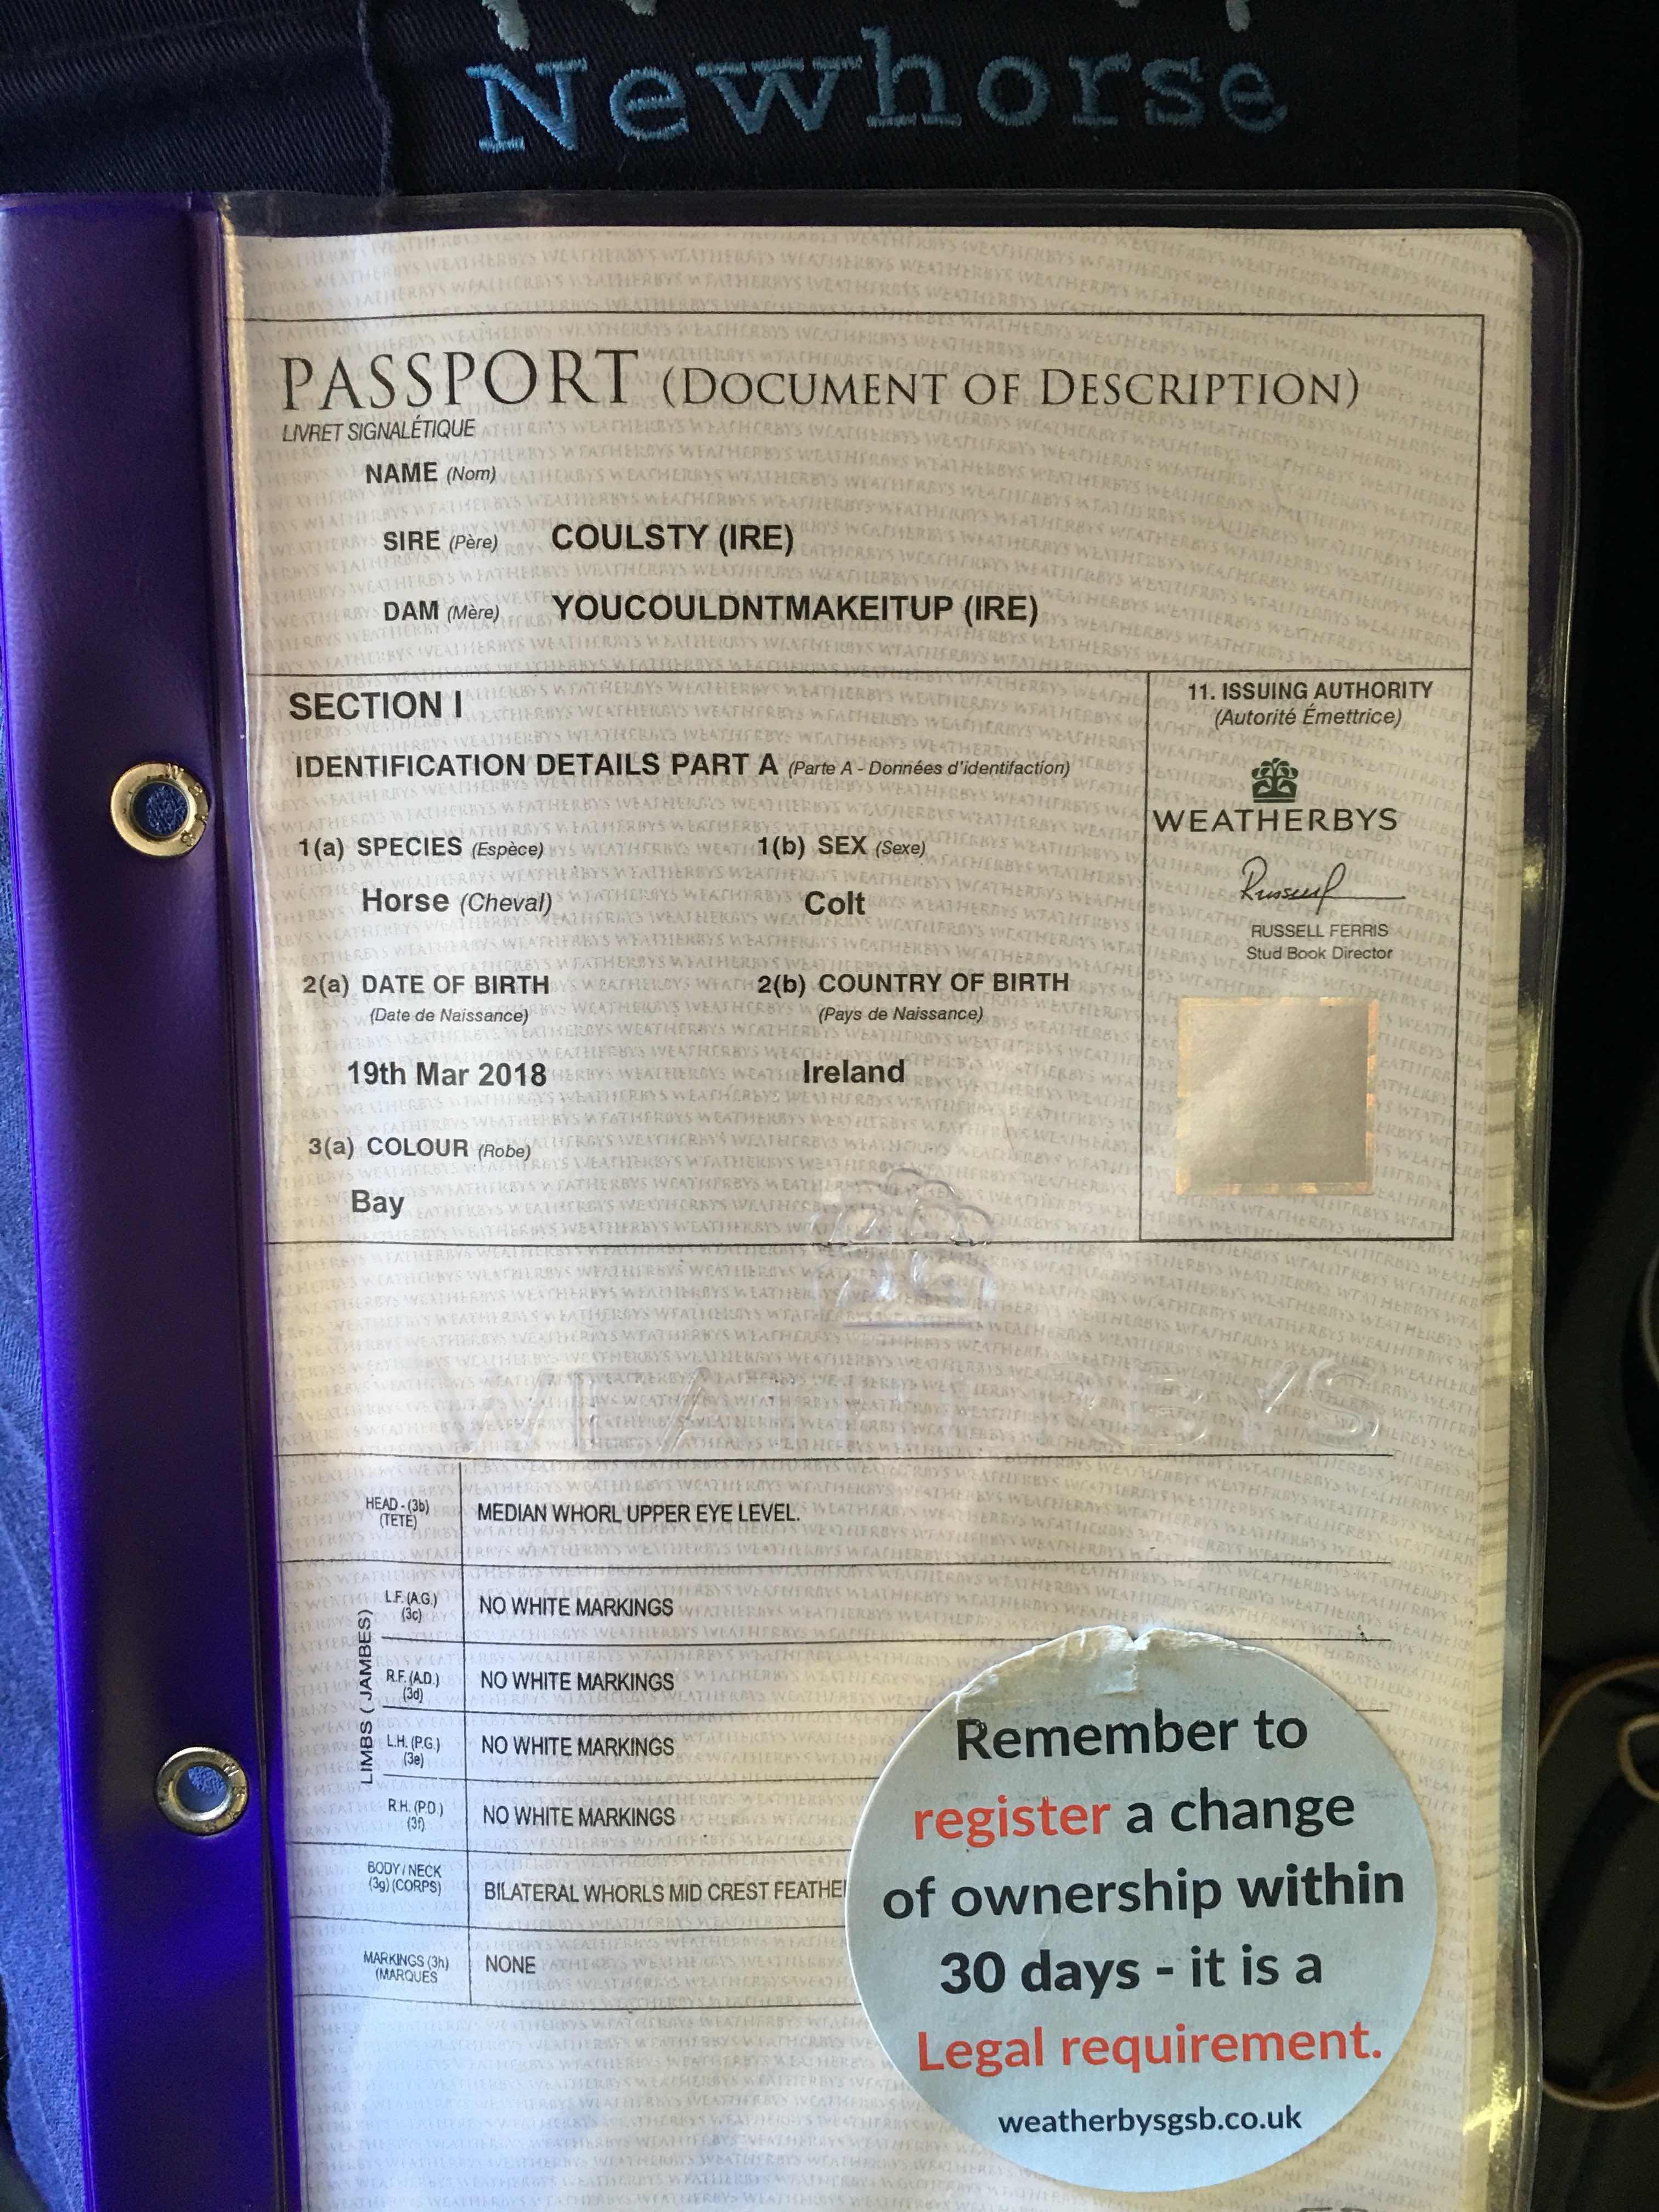 Newhorse
PASSPORT (DOCUMENT OF DESCRIPTION)
LIVRET SIGNALÉTIQUE
NAME (Nom)
SIRE (Père) COULSTY (IRE)
DAM (Mère) YOUCOULDNTMAKEITUP (IRE)
SECTION I
IDENTIFICATION DETAILS PART A (Parte A - Données d'identifaction)
1(a) SPECIES (Espèce) 1(b) SEX (Sexe)
Horse (Cheval) Colt
2(a) DATE OF BIRTH 2(b) COUNTRY OF BIRTH
(Date de Naissance) (Pays de Naissance)
19th Mar 2018 Ireland
3(a) COLOUR (Robe)
Bay
11. ISSUING AUTHORITY
(Autorité Émettrice)
WEATHERBYS
RUSSELL FERRIS
Stud Book Director
WEATHERBYS
HEAD - (3b)
(TETE)
MEDIAN WHORL UPPER EYE LEVEL.
LIMBS ( JAMBES)
L.F. (A.G.)
(3c)
NO WHITE MARKINGS
R.F. (A.D.)
(3d)
NO WHITE MARKINGS
L.H. (P.G.)
(3e)
NO WHITE MARKINGS
R.H. (P.D.)
(3f)
NO WHITE MARKINGS
BODY / NECK
(3g) (CORPS)
BILATERAL WHORLS MID CREST FEATHE
MARKINGS (3h)
(MARQUES
NONE
Remember to
register a change
of ownership within
30 days - it is a
Legal requirement.
weatherbysgsb.co.uk